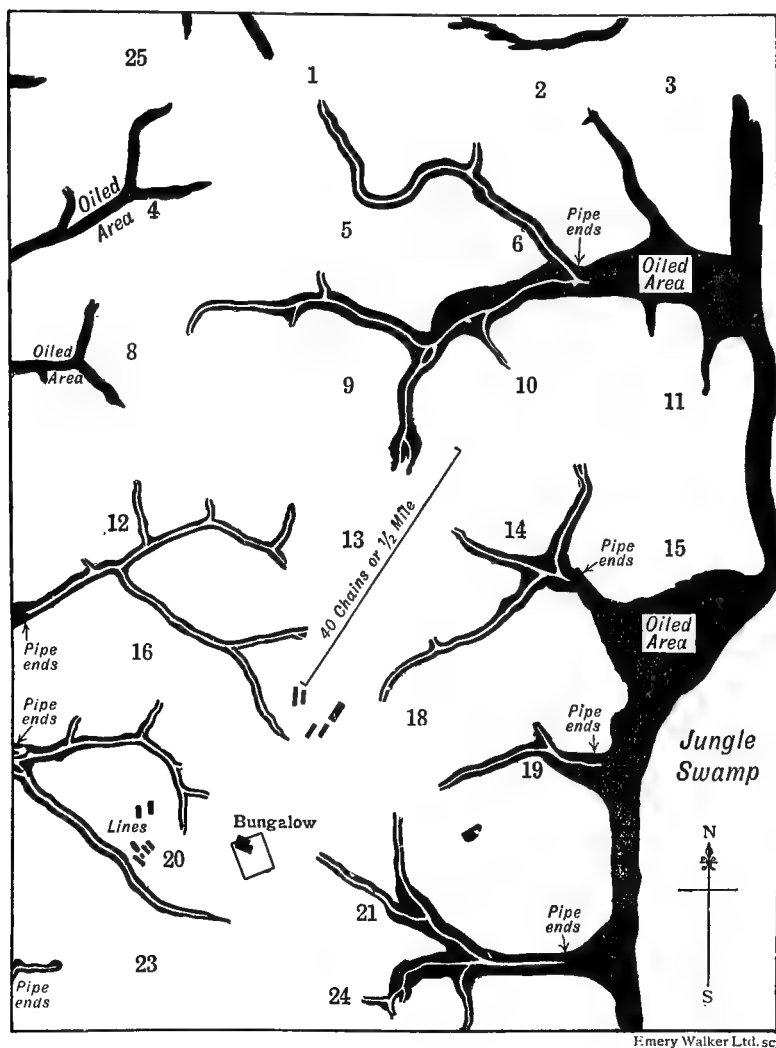 25
1
2
3
Oiled
Area
4
5
6
Pipe
ends
Oiled
Area
Oiled
Area
8
9
10
11
12
13
40 Chains or ½ Mile
14
Pipe
ends
15
Oiled
Area
Pipe
ends
16
Pipe
ends
18
Pipe
ends
19
Jungle
Swamp
Lines
20
Bungalow
N
S
21
Pipe
ends
23
Pipe
ends
24
Emery Walker Ltd. sc